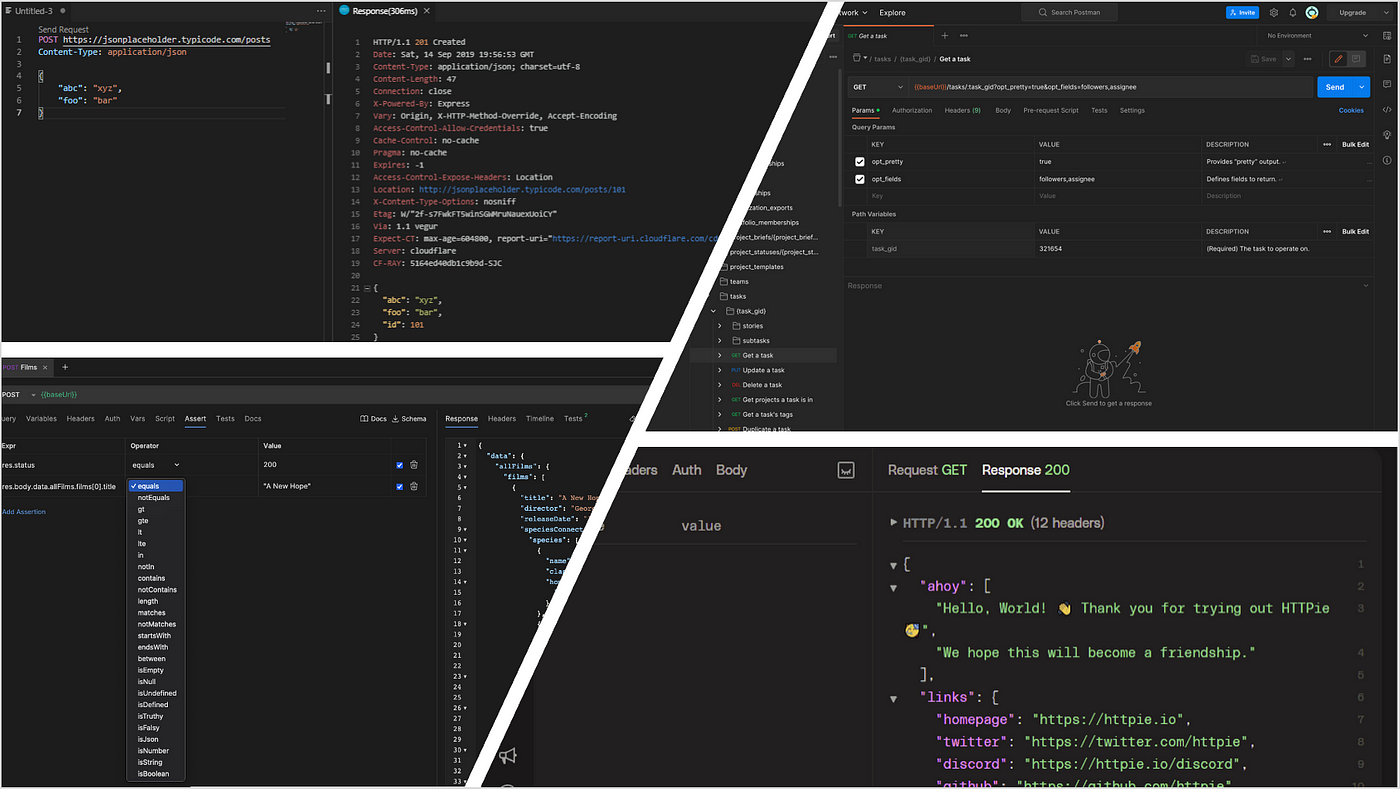 Untitled-3
Send Request
1 POST https://jsonplaceholder.typicode.com/posts
2 Content-Type: application/json
3
4 {
5 "abc": "xyz",
6 "foo": "bar"
7 }
Response(306ms)
1 HTTP/1.1 201 Created
2 Date: Sat, 14 Sep 2019 19:56:53 GMT
3 Content-Type: application/json; charset=utf-8
4 Content-Length: 47
5 Connection: close
6 X-Powered-By: Express
7 Vary: Origin, X-HTTP-Method-Override, Accept-Encoding
8 Access-Control-Allow-Credentials: true
9 Cache-Control: no-cache
10 Pragma: no-cache
11 Expires: -1
12 Access-Control-Expose-Headers: Location
13 Location: http://jsonplaceholder.typicode.com/posts/101
14 X-Content-Type-Options: nosniff
15 Etag:
16 Via: 1.1 vegur
17 Expect-CT: max-age=604800, report-uri="https://report-uri.cloudflare.com/cd
18 Server: cloudflare
19 CF-RAY: 5164ed40db1c9b9d-SJC
20
21 {
22 "abc": "xyz",
23 "foo": "bar",
24 "id": 101
25 }
work Explore Search Postman Invite Upgrade
GET Get a task No Environment
/ tasks / {task_gid} / Get a task Save
GET {{baseUrl}}/tasks/:task_gid?opt_pretty=true&opt_fields=followers,assignee Send
Params Authorization Headers (9) Body Pre-request Script Tests Settings Cookies
Query Params
KEY VALUE DESCRIPTION Bulk Edit
opt_pretty true Provides "pretty" output.
opt_fields followers,assignee Defines fields to return.
Key Value Description
Path Variables
KEY VALUE DESCRIPTION Bulk Edit
task_gid 321654 (Required) The task to operate on.
Response
Click Send to get a response
ort
ships
ships
ization_exports
folio_memberships
project_briefs/{project_brief...
project_statuses/{project_st...
project_templates
teams
tasks
{task_gid}
stories
subtasks
GET Get a task
PUT Update a task
DEL Delete a task
GET Get projects a task is in
GET Get a task's tags
POST Duplicate a task
POST Films
POST {{baseUrl}}
uery Variables Headers Auth Vars Script Assert Tests Docs Docs Schema
Expr Operator Value
res.status equals 200
res.body.data.allFilms.films[0].title equals "A New Hope"
Add Assertion
notEquals
gt
gte
lt
lte
in
notIn
contains
notContains
length
matches
notMatches
startsWith
endsWith
between
isEmpty
isNull
isUndefined
isDefined
isTruthy
isFalsy
isJson
isNumber
isString
isBoolean
Response Headers Timeline Tests 2
1 {
2 "data": {
3 "allFilms": {
4 "films": [
5 {
6 "title": "A New Ho
7 "director": "Geor
8 "releaseDate": "
9 "speciesConnect
10 "species": [
11 {
12 "name"
13 "clas
14 "ho
15
16 }
17 },
18 {
19
20
21
22
23
24
25
26
27
28
29
30
31
32
33
aders Auth Body
value
Request GET Response 200
HTTP/1.1 200 OK (12 headers)
{ 1
"ahoy": [ 2
"Hello, World! 👋 Thank you for trying out HTTPie 3
🥳",
"We hope this will become a friendship." 4
], 5
"links": { 6
"homepage": "https://httpie.io", 7
"twitter": "https://twitter.com/httpie", 8
"discord": "https://httpie.io/discord", 9
"github": "https://github.com/httpie" 10